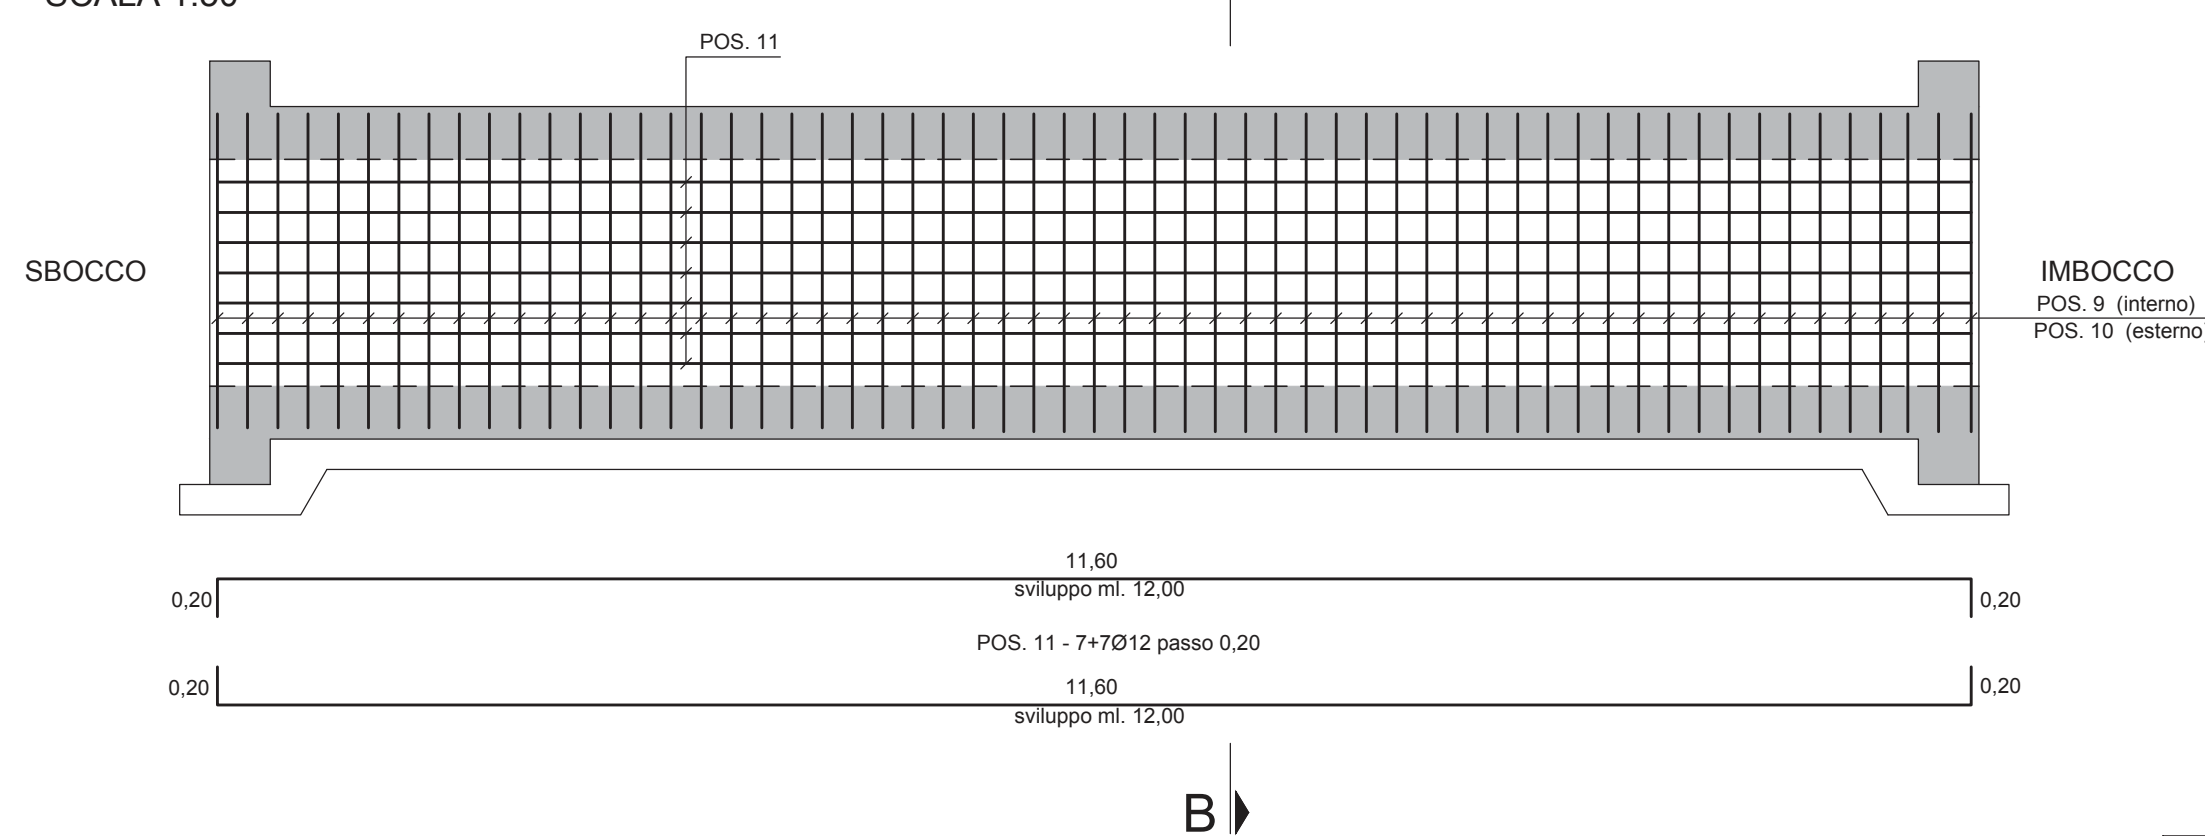 POS. 11
SBOCCO
IMBOCCO
POS. 9 (interno)
POS. 10 (esterno)
11,60
sviluppo ml. 12,00
0,20
0,20
POS. 11 - 7+7Ø12 passo 0,20
0,20
11,60
0,20
sviluppo ml. 12,00
B